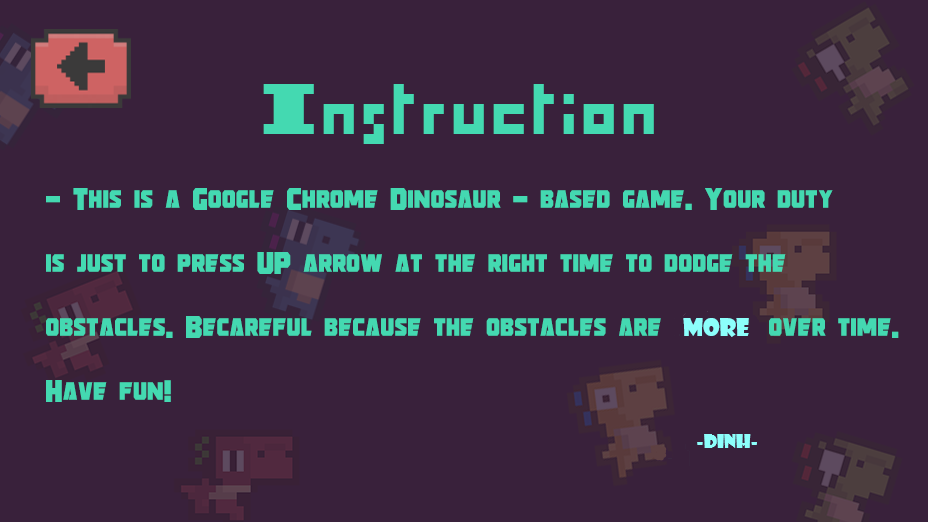 Instruction
- This is a Google Chrome Dinosaur - based game. Your duty
is just to press UP arrow at the right time to dodge the
obstacles. Becareful because the obstacles are MORE over time.
Have fun!
-DINH-